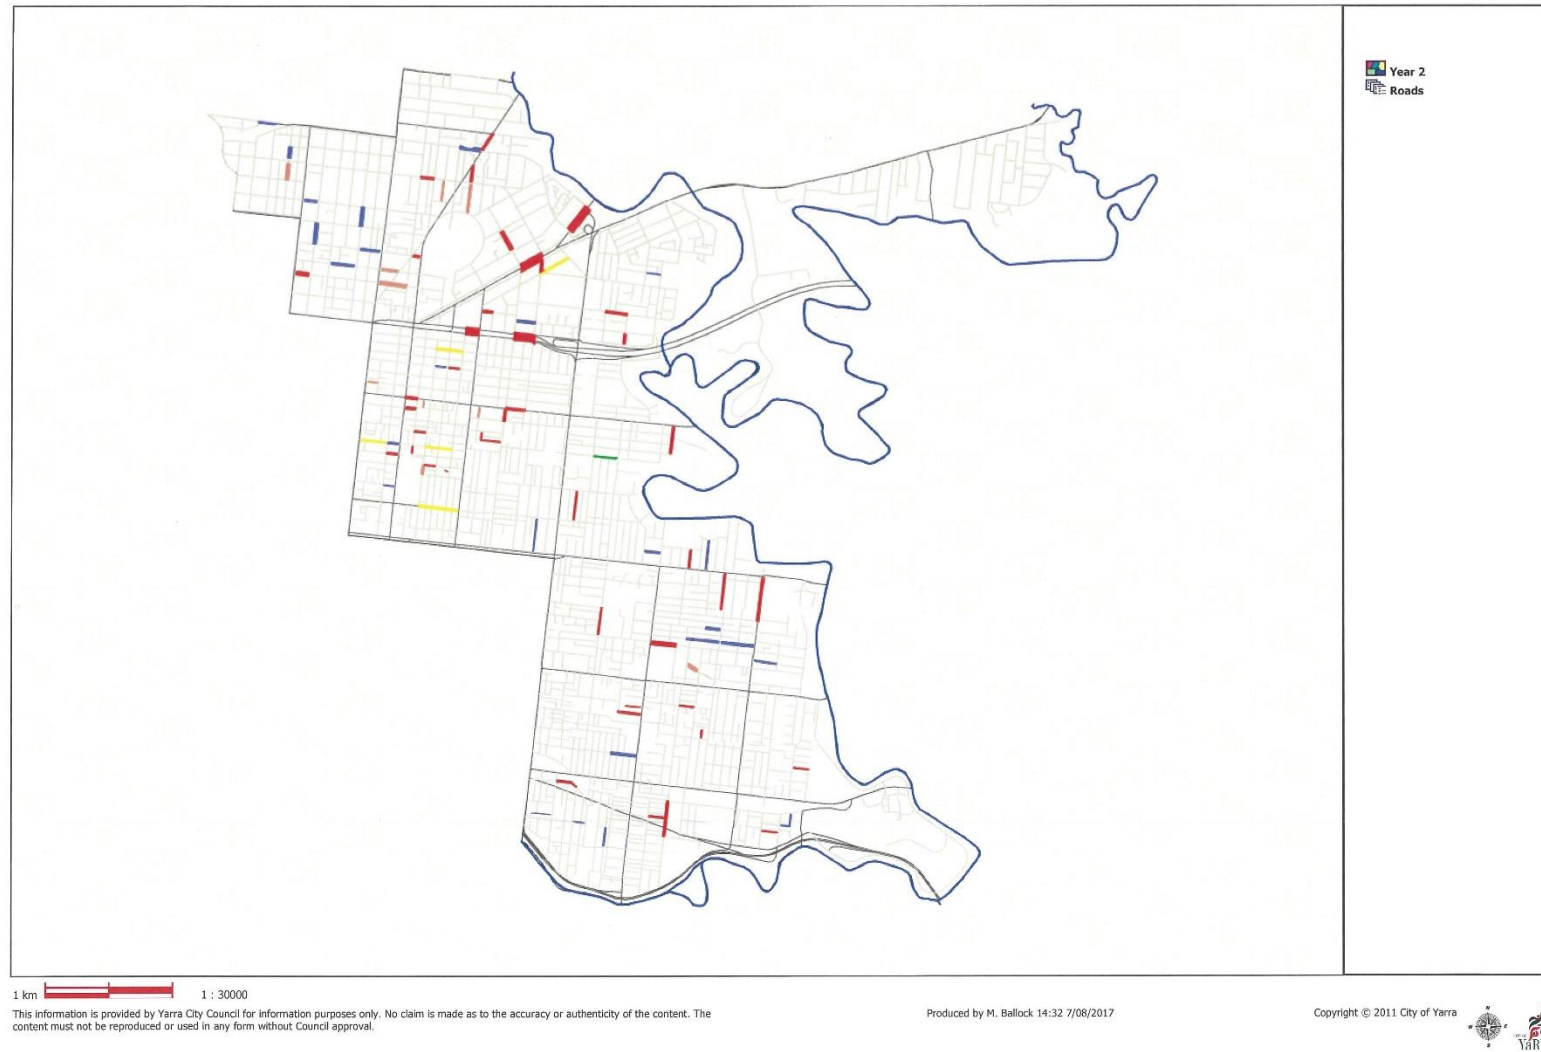 Year 2
Roads
1 km
1 : 30000
This information is provided by Yarra City Council for information purposes only. No claim is made as to the accuracy or authenticity of the content. The
content must not be reproduced or used in any form without Council approval.
Produced by M. Ballock 14:32 7/08/2017
Copyright © 2011 City of Yarra
N
E
S